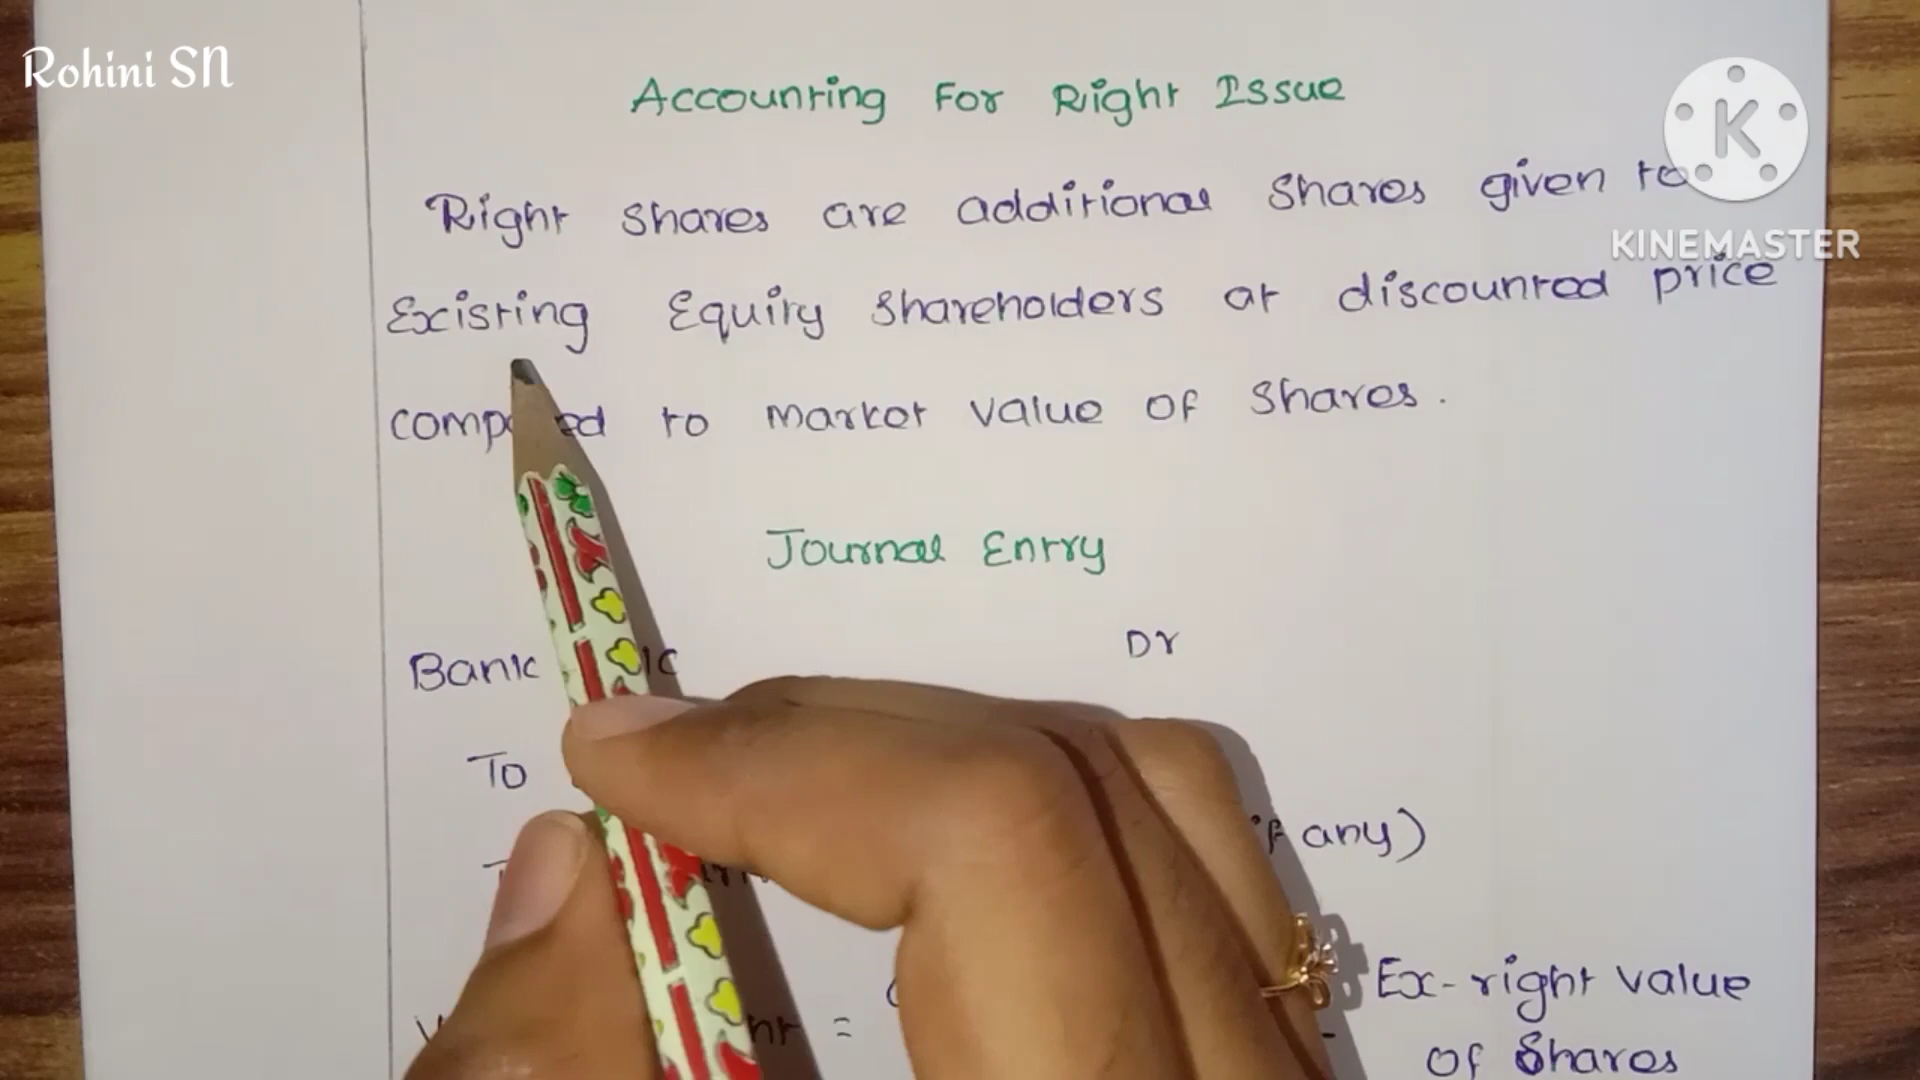 Rohini SN
Accounting For Right Issue
Right shares are additional shares given to
KINEMASTER
Existing Equity shareholders at discounted price
to market value of shares.
Journal Entry
Bank Dr
To
any)
= Ex-right value
of shares